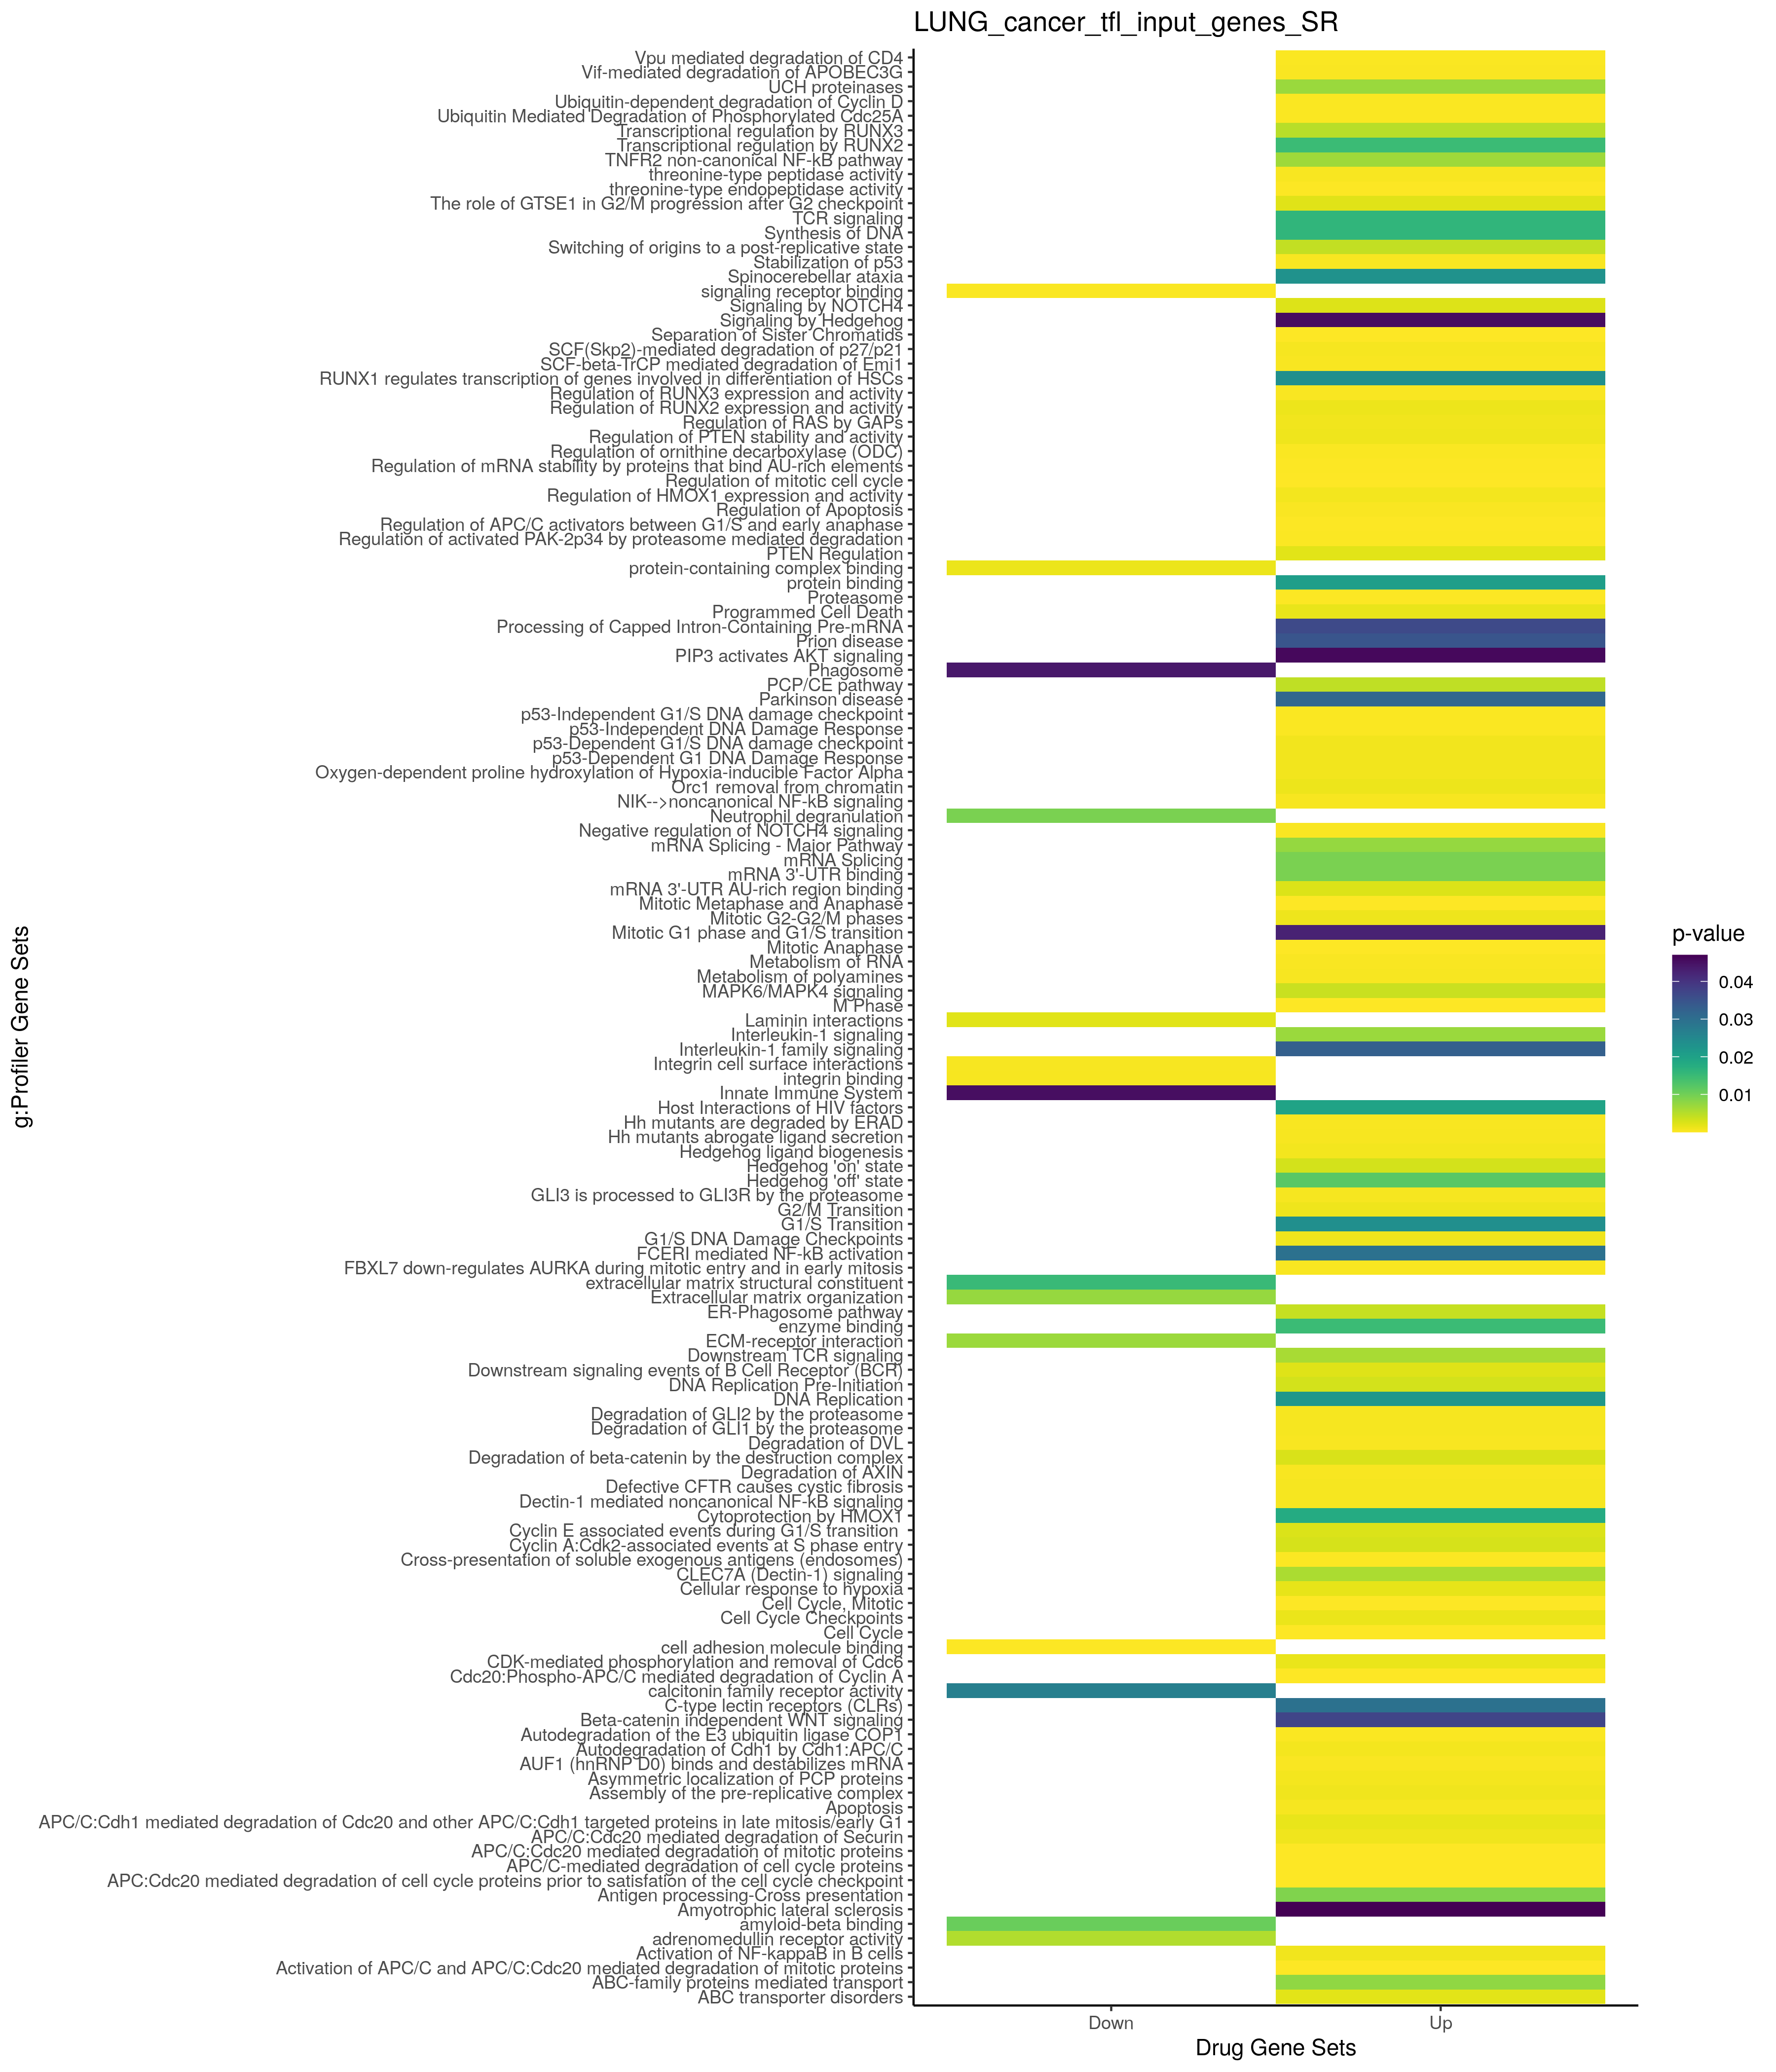 LUNG_cancer_tfl_input_genes_SR
Vpu mediated degradation of CD4
Vif-mediated degradation of APOBEC3G
UCH proteinases
Ubiquitin-dependent degradation of Cyclin D
Ubiquitin Mediated Degradation of Phosphorylated Cdc25A
Transcriptional regulation by RUNX3
Transcriptional regulation by RUNX2
TNFR2 non-canonical NF-kB pathway
threonine-type peptidase activity
threonine-type endopeptidase activity
The role of GTSE1 in G2/M progression after G2 checkpoint
TCR signaling
Synthesis of DNA
Switching of origins to a post-replicative state
Stabilization of p53
Spinocerebellar ataxia
signaling receptor binding
Signaling by NOTCH4
Signaling by Hedgehog
Separation of Sister Chromatids
SCF(Skp2)-mediated degradation of p27/p21
SCF-beta-TrCP mediated degradation of Emi1
RUNX1 regulates transcription of genes involved in differentiation of HSCs
Regulation of RUNX3 expression and activity
Regulation of RUNX2 expression and activity
Regulation of RAS by GAPs
Regulation of PTEN stability and activity
Regulation of ornithine decarboxylase (ODC)
Regulation of mRNA stability by proteins that bind AU-rich elements
Regulation of mitotic cell cycle
Regulation of HMOX1 expression and activity
Regulation of Apoptosis
Regulation of APC/C activators between G1/S and early anaphase
Regulation of activated PAK-2p34 by proteasome mediated degradation
PTEN Regulation
protein-containing complex binding
protein binding
Proteasome
Programmed Cell Death
Processing of Capped Intron-Containing Pre-mRNA
Prion disease
PIP3 activates AKT signaling
Phagosome
PCP/CE pathway
Parkinson disease
p53-Independent G1/S DNA damage checkpoint
p53-Independent DNA Damage Response
p53-Dependent G1/S DNA damage checkpoint
p53-Dependent G1 DNA Damage Response
Oxygen-dependent proline hydroxylation of Hypoxia-inducible Factor Alpha
Orc1 removal from chromatin
NIK-->noncanonical NF-kB signaling
Neutrophil degranulation
Negative regulation of NOTCH4 signaling
mRNA Splicing - Major Pathway
mRNA Splicing
mRNA 3'-UTR binding
mRNA 3'-UTR AU-rich region binding
Mitotic Metaphase and Anaphase
Mitotic G2-G2/M phases
Mitotic G1 phase and G1/S transition
Mitotic Anaphase
Metabolism of RNA
Metabolism of polyamines
MAPK6/MAPK4 signaling
M Phase
Laminin interactions
Interleukin-1 signaling
Interleukin-1 family signaling
Integrin cell surface interactions
integrin binding
Innate Immune System
Host Interactions of HIV factors
Hh mutants are degraded by ERAD
Hh mutants abrogate ligand secretion
Hedgehog ligand biogenesis
Hedgehog 'on' state
Hedgehog 'off' state
GLI3 is processed to GLI3R by the proteasome
G2/M Transition
G1/S Transition
G1/S DNA Damage Checkpoints
FCERI mediated NF-kB activation
FBXL7 down-regulates AURKA during mitotic entry and in early mitosis
extracellular matrix structural constituent
Extracellular matrix organization
ER-Phagosome pathway
enzyme binding
ECM-receptor interaction
Downstream TCR signaling
Downstream signaling events of B Cell Receptor (BCR)
DNA Replication Pre-Initiation
DNA Replication
Degradation of GLI2 by the proteasome
Degradation of GLI1 by the proteasome
Degradation of DVL
Degradation of beta-catenin by the destruction complex
Degradation of AXIN
Defective CFTR causes cystic fibrosis
Dectin-1 mediated noncanonical NF-kB signaling
Cytoprotection by HMOX1
Cyclin E associated events during G1/S transition
Cyclin A:Cdk2-associated events at S phase entry
Cross-presentation of soluble exogenous antigens (endosomes)
CLEC7A (Dectin-1) signaling
Cellular response to hypoxia
Cell Cycle, Mitotic
Cell Cycle Checkpoints
Cell Cycle
cell adhesion molecule binding
CDK-mediated phosphorylation and removal of Cdc6
Cdc20:Phospho-APC/C mediated degradation of Cyclin A
calcitonin family receptor activity
C-type lectin receptors (CLRs)
Beta-catenin independent WNT signaling
Autodegradation of the E3 ubiquitin ligase COP1
Autodegradation of Cdh1 by Cdh1:APC/C
AUF1 (hnRNP D0) binds and destabilizes mRNA
Asymmetric localization of PCP proteins
Assembly of the pre-replicative complex
Apoptosis
APC/C:Cdh1 mediated degradation of Cdc20 and other APC/C:Cdh1 targeted proteins in late mitosis/early G1
APC/C:Cdc20 mediated degradation of Securin
APC/C:Cdc20 mediated degradation of mitotic proteins
APC/C-mediated degradation of cell cycle proteins
APC:Cdc20 mediated degradation of cell cycle proteins prior to satisfation of the cell cycle checkpoint
Antigen processing-Cross presentation
Amyotrophic lateral sclerosis
amyloid-beta binding
adrenomedullin receptor activity
Activation of NF-kappaB in B cells
Activation of APC/C and APC/C:Cdc20 mediated degradation of mitotic proteins
ABC-family proteins mediated transport
ABC transporter disorders
g:Profiler Gene Sets
Down
Up
Drug Gene Sets
p-value
0.04
0.03
0.02
0.01